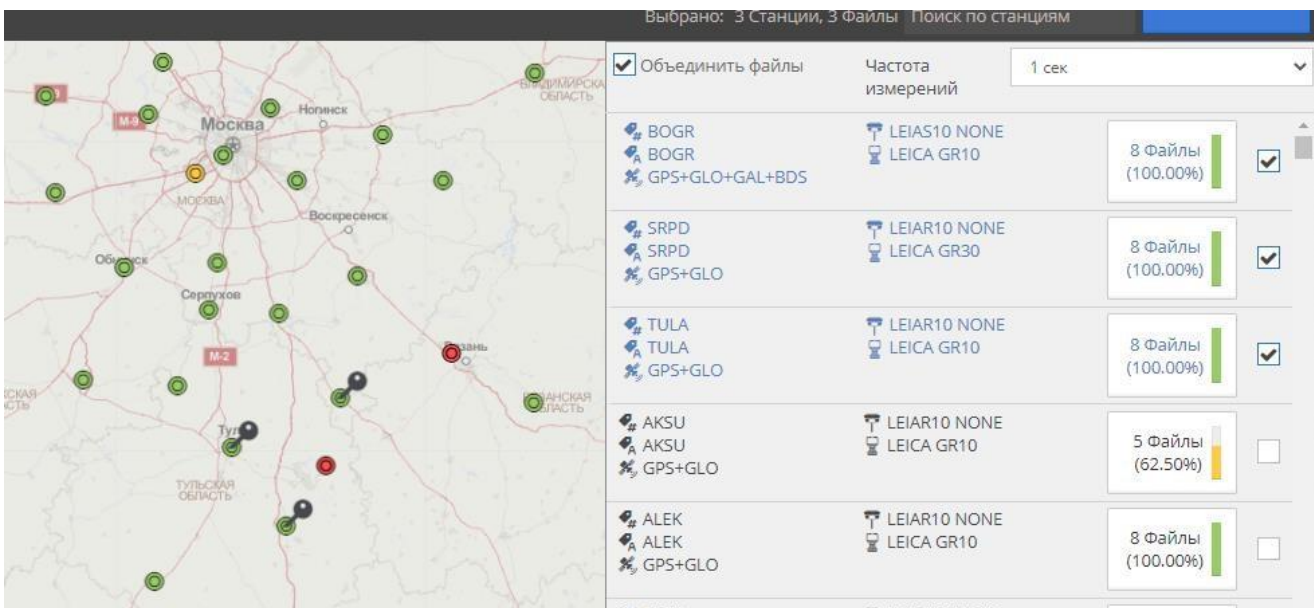 Выбрано: 3 Станции, 3 Файлы Поиск по станциям
Объединить файлы
Частота измерений
1 сек
BOGR
BOGR
GPS+GLO+GAL+BDS
LEIAS10 NONE
LEICA GR10
8 Файлы
(100.00%)
SRPD
SRPD
GPS+GLO
LEIAR10 NONE
LEICA GR30
8 Файлы
(100.00%)
TULA
TULA
GPS+GLO
LEIAR10 NONE
LEICA GR10
8 Файлы
(100.00%)
AKSU
AKSU
GPS+GLO
LEIAR10 NONE
LEICA GR10
5 Файлы
(62.50%)
ALEK
ALEK
GPS+GLO
LEIAR10 NONE
LEICA GR10
8 Файлы
(100.00%)
ОБЛАСТЬ
Ногинск
М-9
Москва
МОСКВА
Воскресенск
Серпухов
М-2
ТУЛЬСКАЯ
ОБЛАСТЬ